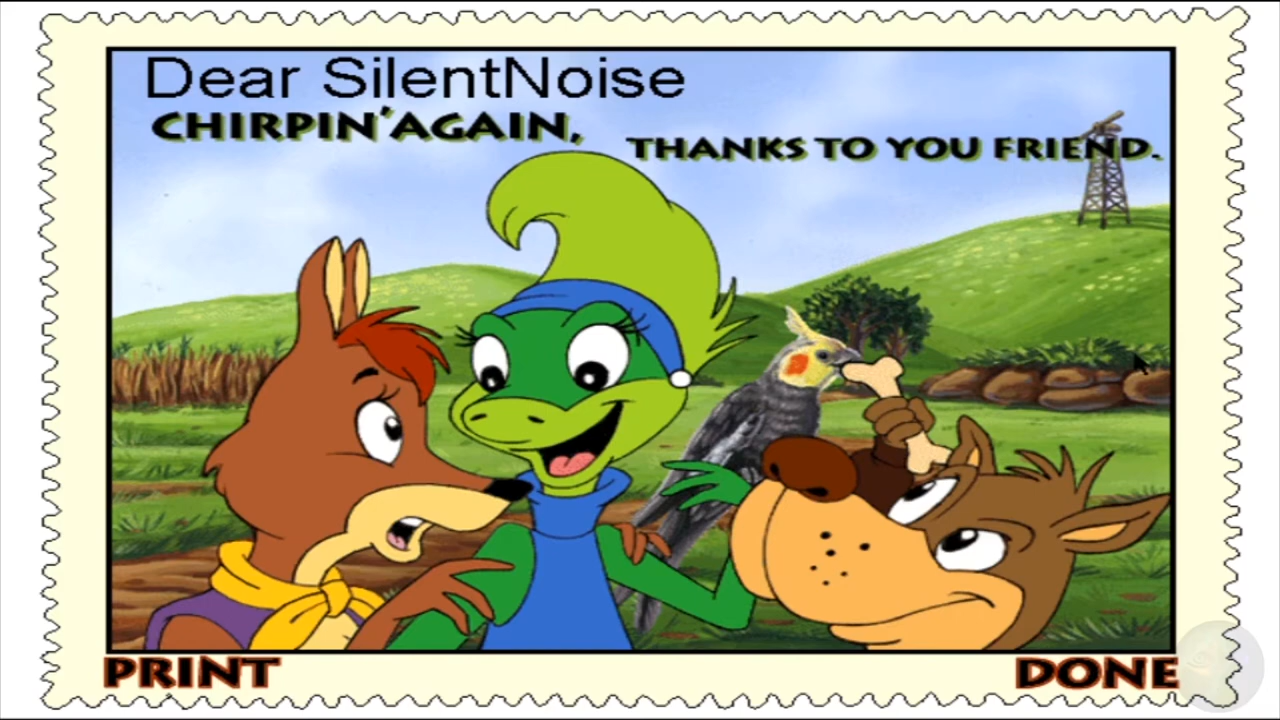 Dear SilentNoise
CHIRPIN'AGAIN,
THANKS TO YOU FRIEND.
PRINT
DONE